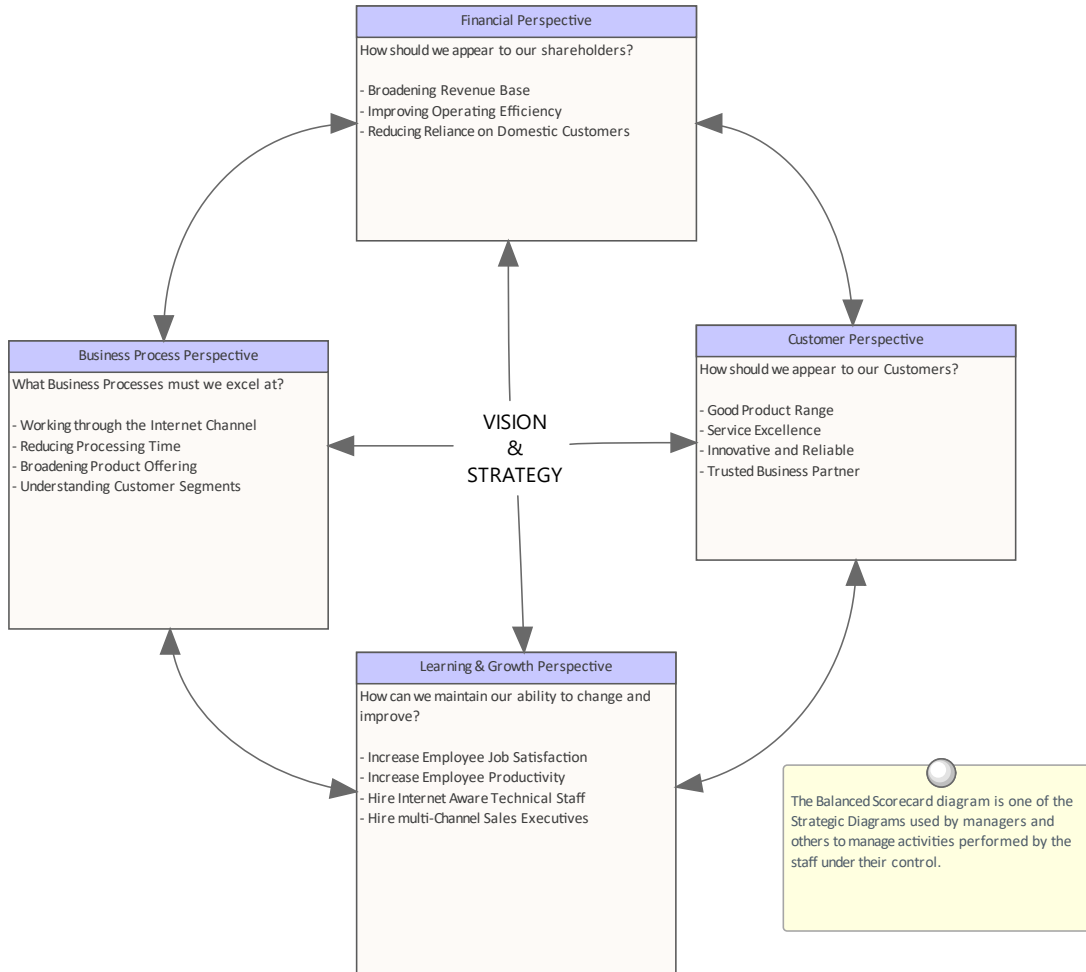 Financial Perspective
How should we appear to our shareholders?
- Broadening Revenue Base
- Improving Operating Efficiency
- Reducing Reliance on Domestic Customers
Business Process Perspective
What Business Processes must we excel at?
- Working through the Internet Channel
- Reducing Processing Time
- Broadening Product Offering
- Understanding Customer Segments
VISION
&
STRATEGY
Customer Perspective
How should we appear to our Customers?
- Good Product Range
- Service Excellence
- Innovative and Reliable
- Trusted Business Partner
Learning & Growth Perspective
How can we maintain our ability to change and
improve?
- Increase Employee Job Satisfaction
- Increase Employee Productivity
- Hire Internet Aware Technical Staff
- Hire multi-Channel Sales Executives
The Balanced Scorecard diagram is one of the
Strategic Diagrams used by managers and
others to manage activities performed by the
staff under their control.